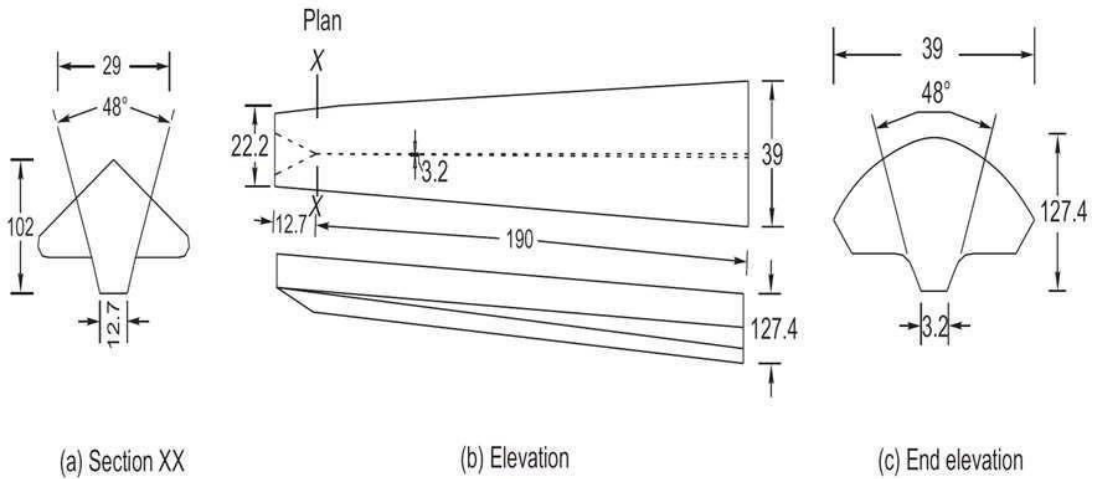 Plan
29
48°
102
12.7
X
22.2
3.2
39
X
12.7
190
127.4
39
48°
127.4
3.2
(a) Section XX
(b) Elevation
(c) End elevation